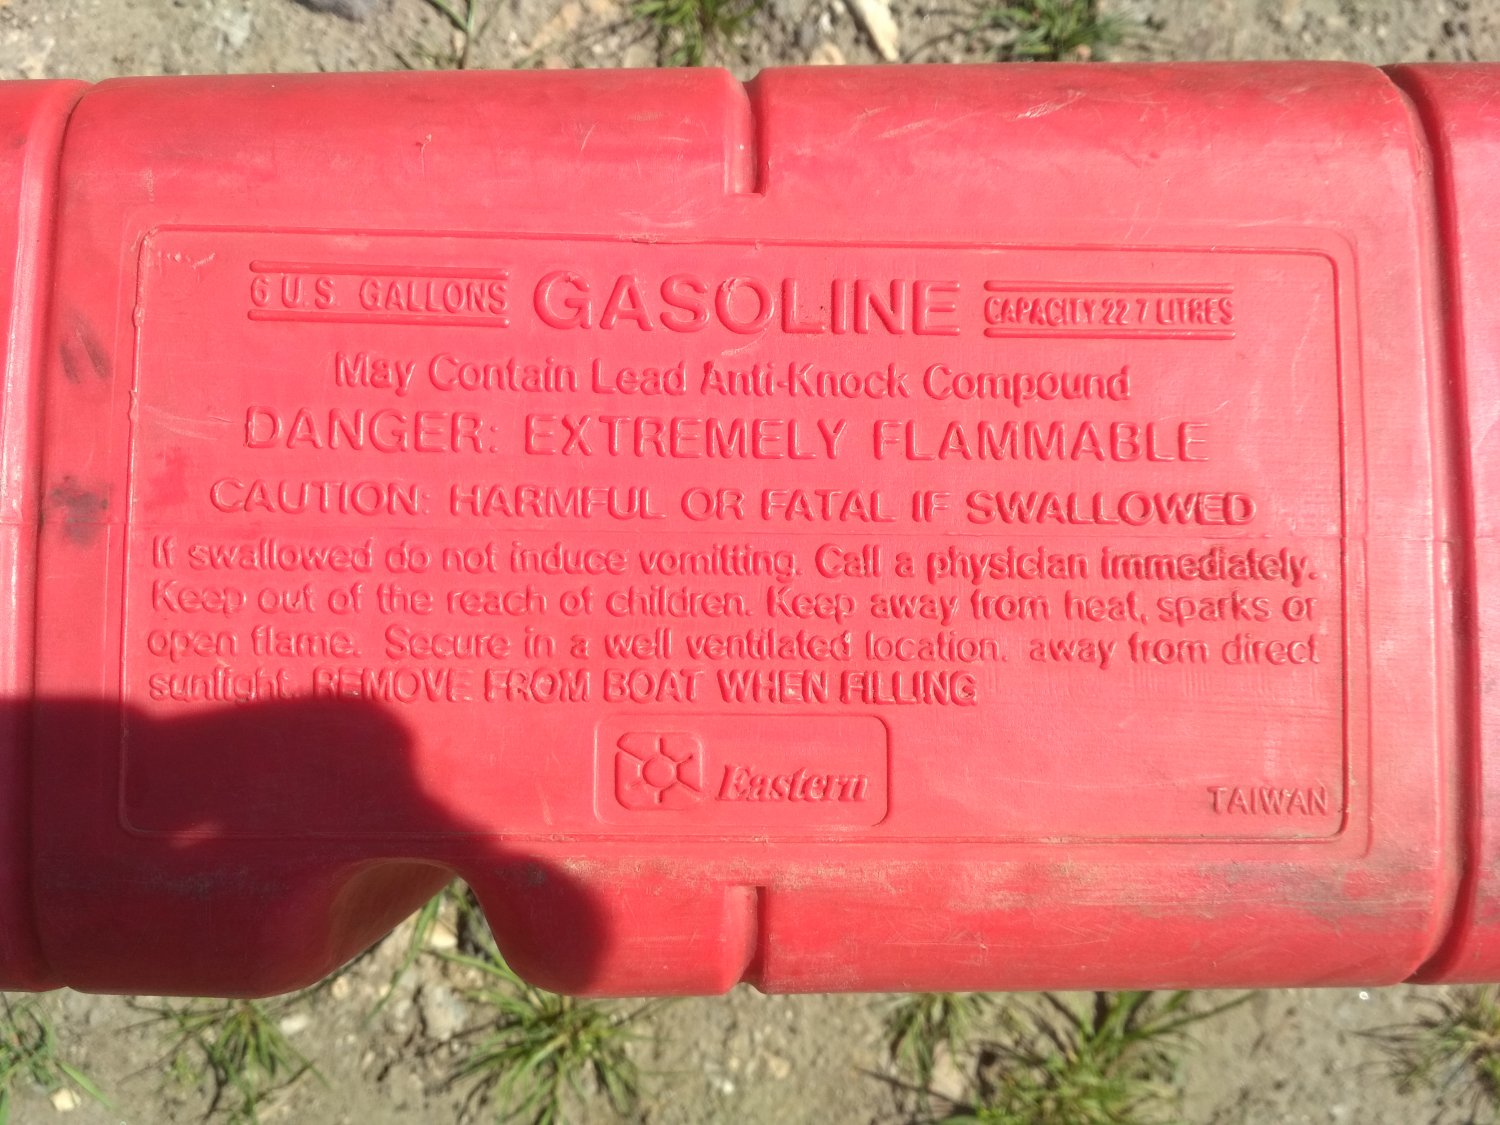 6 U.S. GALLONS GASOLINE CAPACITY 22.7 LITRES
May Contain Lead Anti-Knock Compound
DANGER: EXTREMELY FLAMMABLE
CAUTION: HARMFUL OR FATAL IF SWALLOWED
If swallowed do not induce vomitting. Call a physician immediately.
Keep out of the reach of children. Keep away from heat, sparks or
open flame. Secure in a well ventilated location. away from direct
sunlight. REMOVE FROM BOAT WHEN FILLING
Eastern
TAIWAN